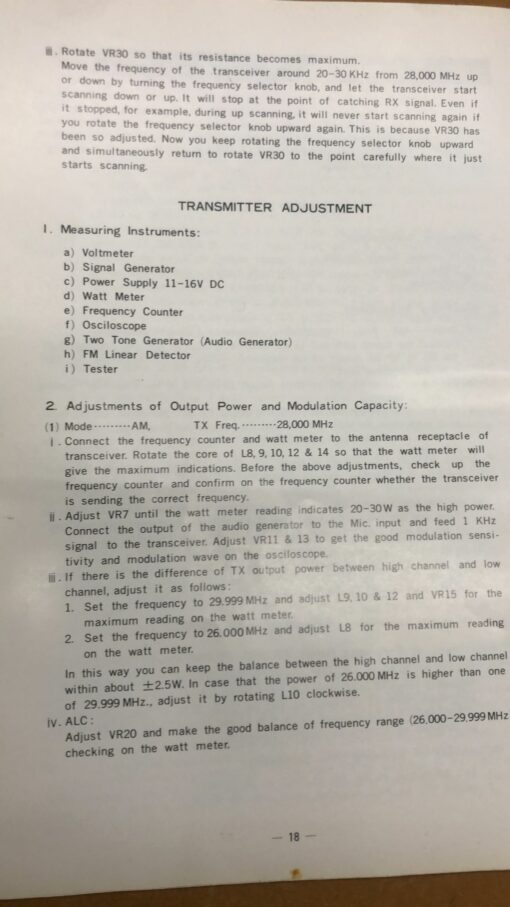 iii. Rotate VR30 so that its resistance becomes maximum.
Move the frequency of the transceiver around 20-30 KHz from 28,000 MHz up
or down by turning the frequency selector knob, and let the transceiver start
scanning down or up. It will stop at the point of catching RX signal. Even if
it stopped, for example, during up scanning, it will never start scanning again if
you rotate the frequency selector knob upward again. This is because VR30 has
been so adjusted. Now you keep rotating the frequency selector knob upward
and simultaneously return to rotate VR30 to the point carefully where it just
starts scanning.
TRANSMITTER ADJUSTMENT
1. Measuring Instruments:
a) Voltmeter
b) Signal Generator
c) Power Supply 11-16V DC
d) Watt Meter
e) Frequency Counter
f) Osciloscope
g) Two Tone Generator (Audio Generator)
h) FM Linear Detector
i) Tester
2. Adjustments of Output Power and Modulation Capacity:
(1) Mode·········AM, TX Freq.·········28,000 MHz
i. Connect the frequency counter and watt meter to the antenna receptacle of
transceiver. Rotate the core of L8, 9, 10, 12 & 14 so that the watt meter will
give the maximum indications. Before the above adjustments, check up the
frequency counter and confirm on the frequency counter whether the transceiver
is sending the correct frequency.
ii. Adjust VR7 until the watt meter reading indicates 20-30W as the high power.
Connect the output of the audio generator to the Mic. input and feed 1 KHz
signal to the transceiver. Adjust VR11 & 13 to get the good modulation sensi-
tivity and modulation wave on the osciloscope.
iii. If there is the difference of TX output power between high channel and low
channel, adjust it as follows:
1. Set the frequency to 29.999 MHz and adjust L9, 10 & 12 and VR15 for the
maximum reading on the watt meter.
2. Set the frequency to 26.000 MHz and adjust L8 for the maximum reading
on the watt meter.
In this way you can keep the balance between the high channel and low channel
within about ±2.5W. In case that the power of 26.000 MHz is higher than one
of 29.999 MHz., adjust it by rotating L10 clockwise.
iv. ALC:
Adjust VR20 and make the good balance of frequency range (26,000-29,999 MHz
checking on the watt meter.
— 18 —